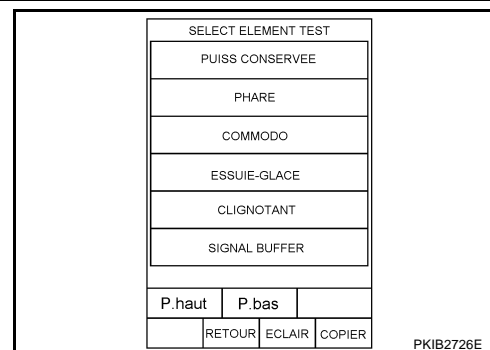 SELECT ELEMENT TEST
PUISS CONSERVEE
PHARE
COMMODO
ESSUIE-GLACE
CLIGNOTANT
SIGNAL BUFFER
P.haut P.bas
RETOUR ECLAIR COPIER
PKIB2726E